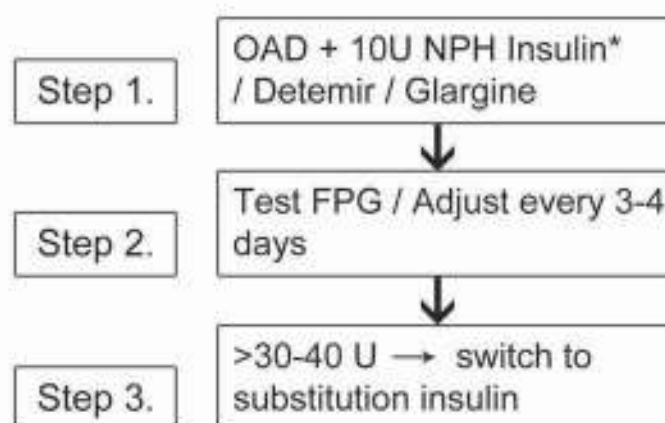 Step 1.
OAD + 10U NPH Insulin*
/ Detemir / Glargine
Step 2.
Test FPG / Adjust every 3-4
days
Step 3.
>30-40 U → switch to
substitution insulin